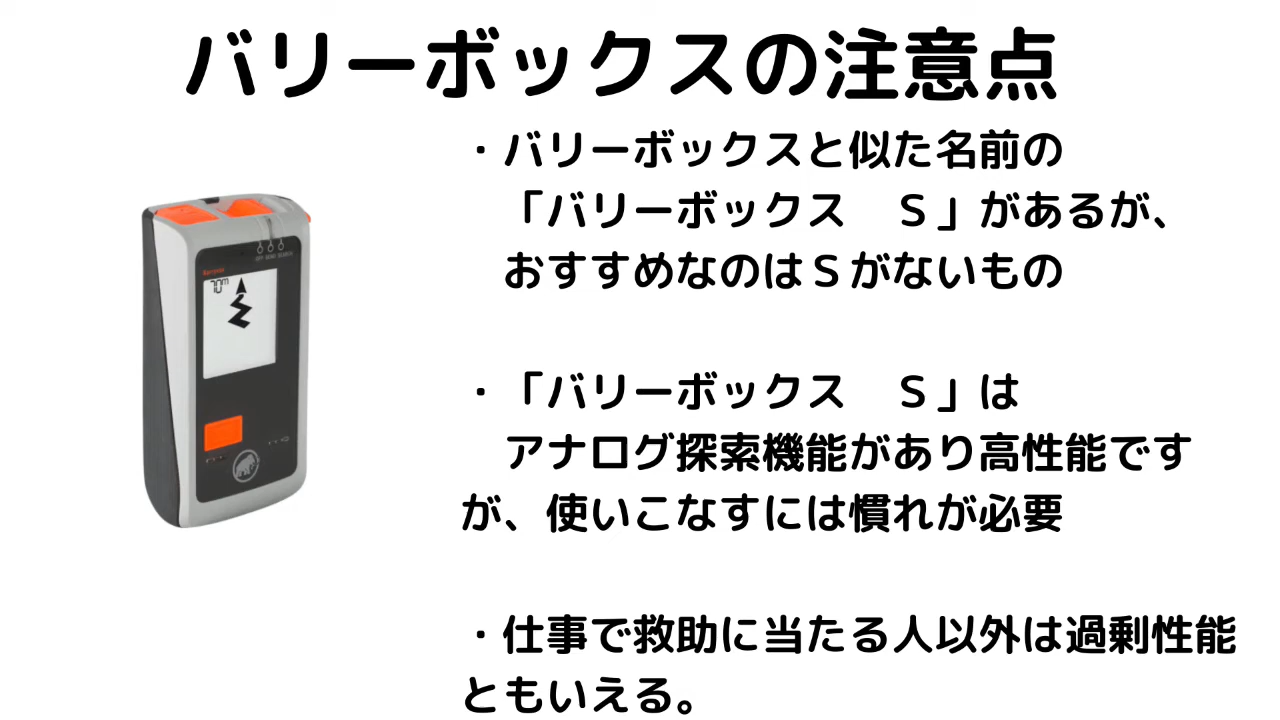 バリーボックスの注意点
・バリーボックスと似た名前の
「バリーボックス　Ｓ」があるが、
おすすめなのはＳがないもの
・「バリーボックス　Ｓ」は
アナログ探索機能があり高性能です
が、使いこなすには慣れが必要
・仕事で救助に当たる人以外は過剰性能
ともいえる。
Barryvox
OFF SEND SEARCH
70m